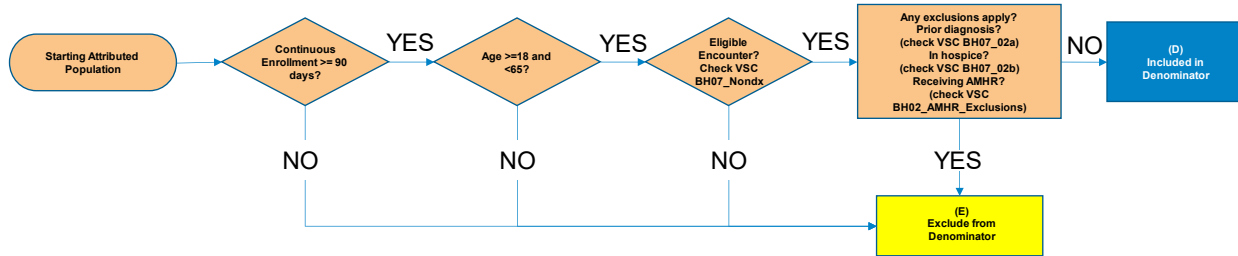 Starting Attributed
Population
Continuous
Enrollment >= 90
days?
YES
Age >=18 and
<65?
YES
Eligible
Encounter?
Check VSC
BH07_Nondx
YES
Any exclusions apply?
Prior diagnosis?
(check VSC BH07_02a)
In hospice?
(check VSC BH07_02b)
Receiving AMHR?
(check VSC
BH02_AMHR_Exclusions)
NO
(D)
Included in
Denominator
NO
NO
NO
YES
(E)
Exclude from
Denominator